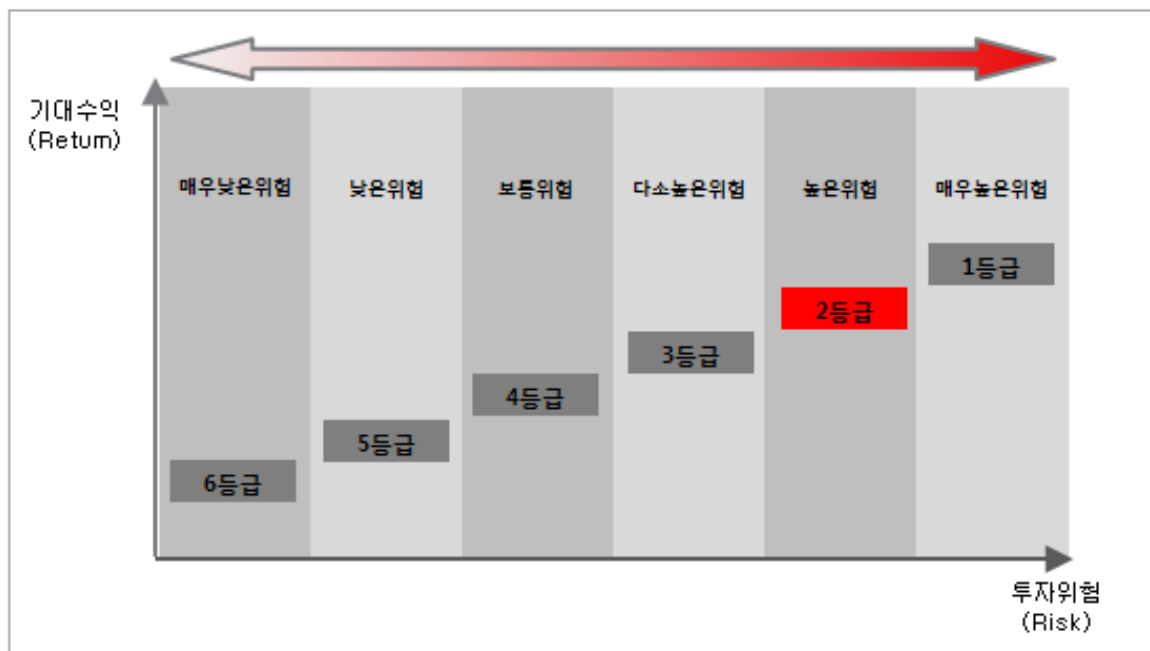 기대수익
(Return)
매우낮은위험 낮은위험 보통위험 다소높은위험 높은위험 매우높은위험
1등급
2등급
3등급
4등급
5등급
6등급
투자위험
(Risk)